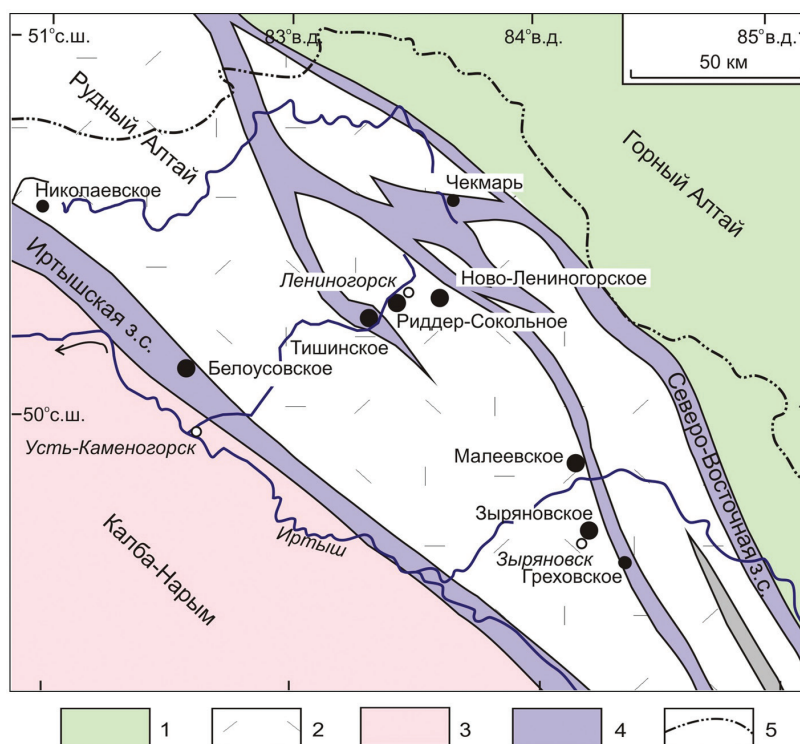 51°с.ш.
83°в.д.
84°в.д.
85°в.д.
50 км
Рудный Алтай
Горный Алтай
Николаевское
Чекмарь
Иртышская з.с.
Лениногорск
Ново-Лениногорское
Риддер-Сокольное
Тишинское
Белоусовское
50°с.ш.
Усть-Каменогорск
Северо-Восточная з.с.
Малеевское
Зыряновское
Иртыш
Зыряновск
Греховское
Калба-Нарым
1
2
3
4
5